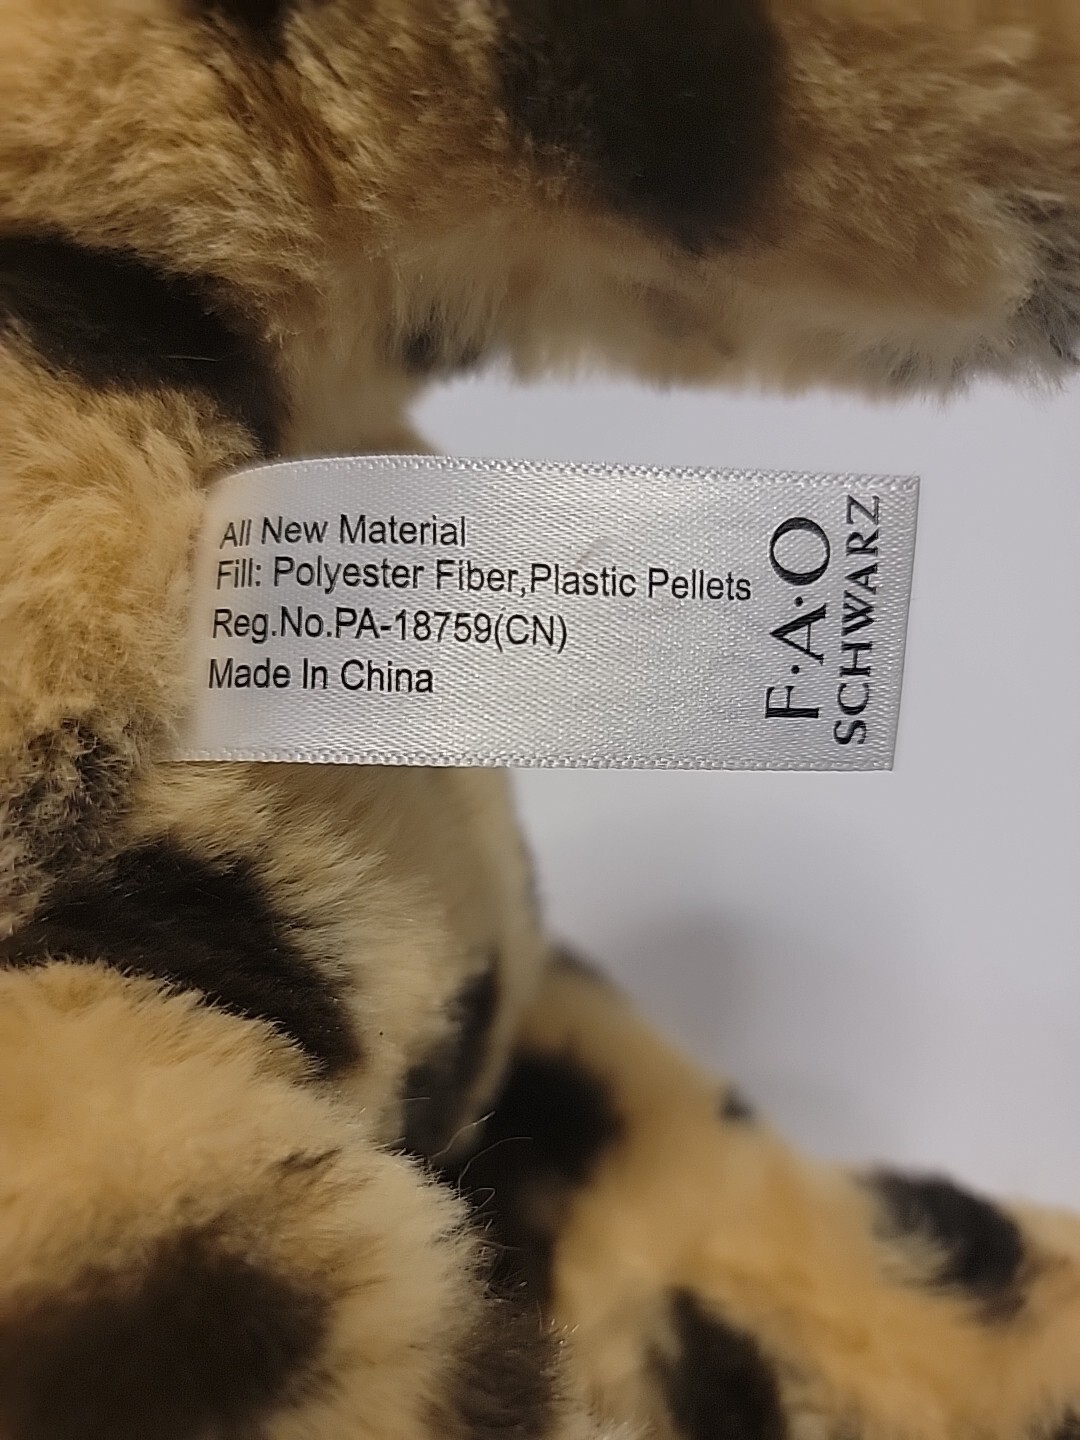 All New Material
Fill: Polyester Fiber,Plastic Pellets
Reg.No.PA-18759(CN)
Made In China
F·A·O
SCHWARZ